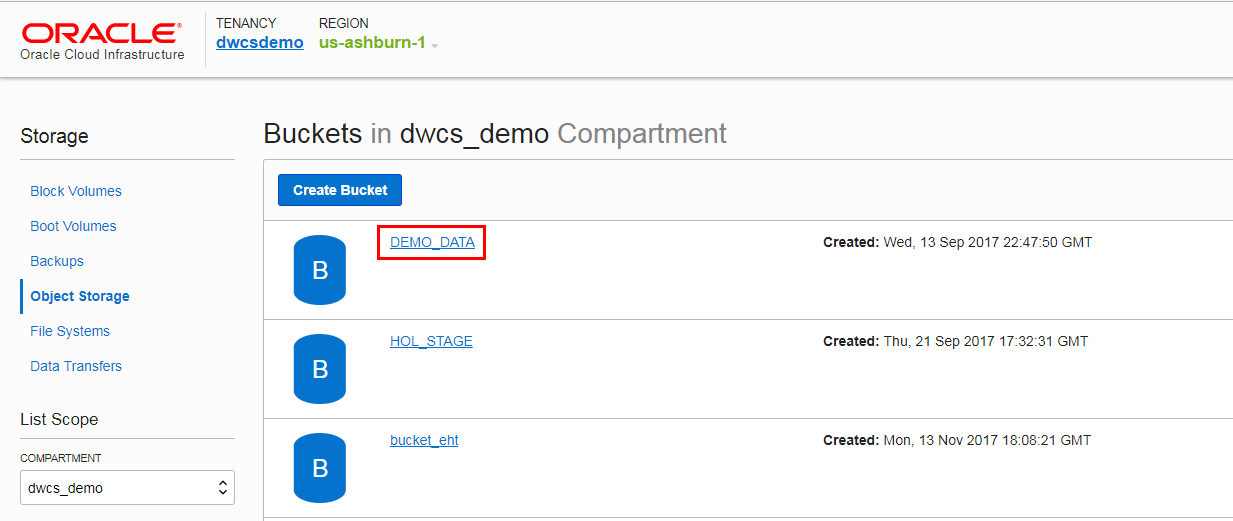 ORACLE®
Oracle Cloud Infrastructure
TENANCY
dwcsdemo
REGION
us-ashburn-1
Storage
Block Volumes
Boot Volumes
Backups
Object Storage
File Systems
Data Transfers
List Scope
COMPARTMENT
dwcs_demo
Buckets in dwcs_demo Compartment
Create Bucket
B
DEMO_DATA
Created: Wed, 13 Sep 2017 22:47:50 GMT
B
HOL_STAGE
Created: Thu, 21 Sep 2017 17:32:31 GMT
B
bucket_eht
Created: Mon, 13 Nov 2017 18:08:21 GMT